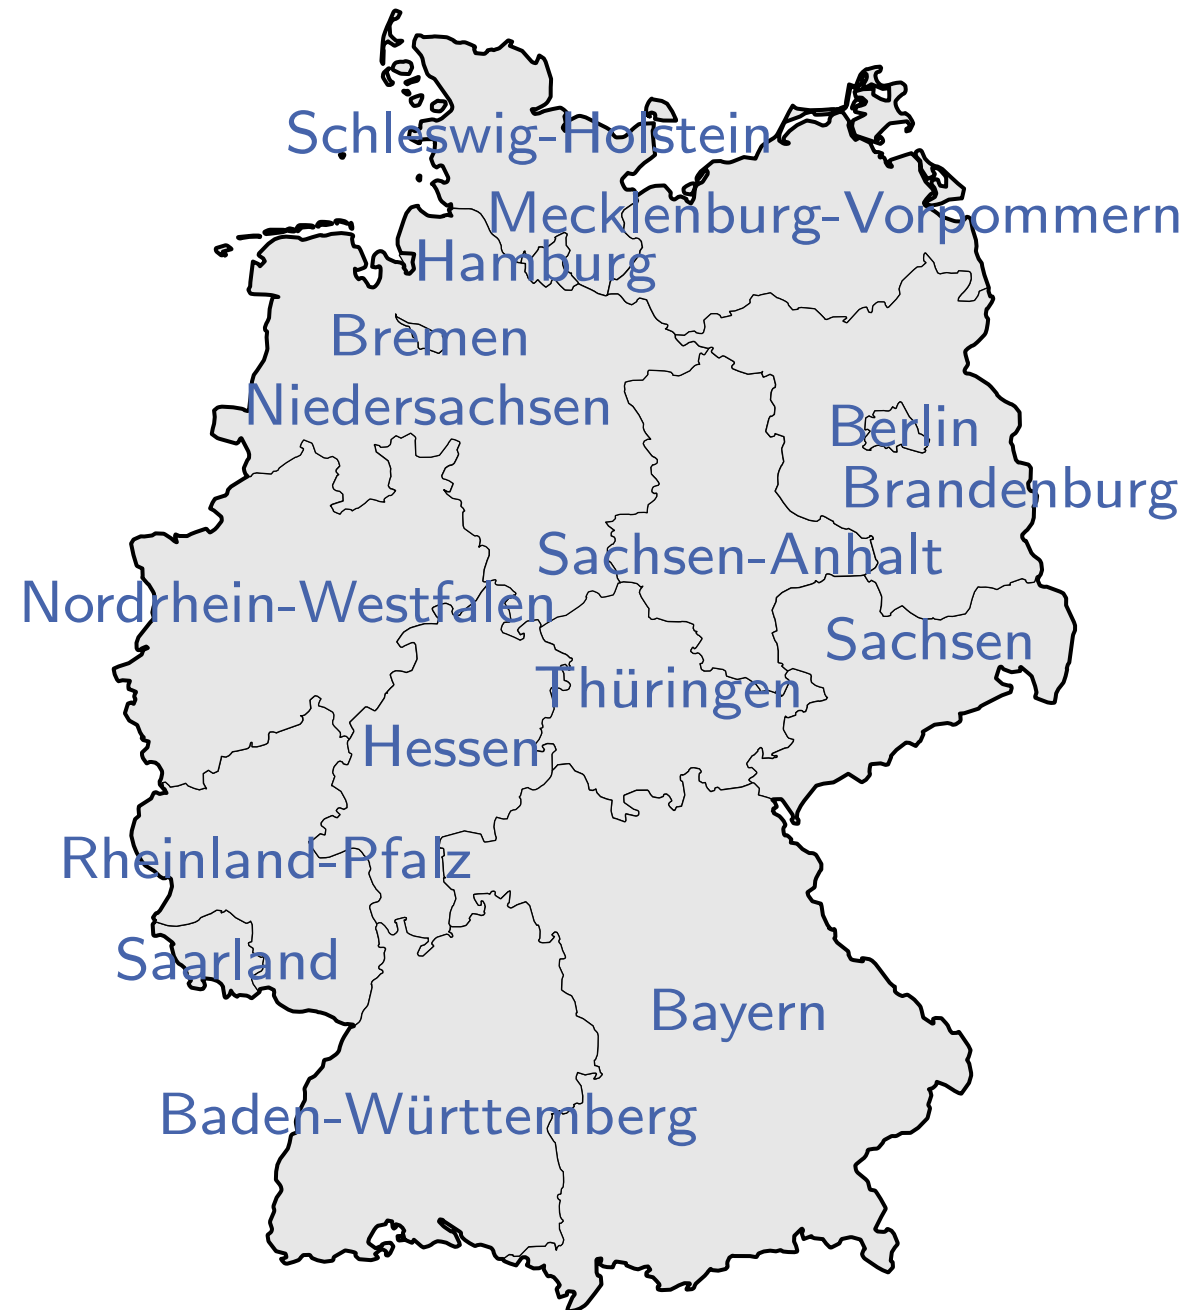 Schleswig-Holstein
Mecklenburg-Vorpommern
Hamburg
Bremen
Niedersachsen
Berlin
Brandenburg
Sachsen-Anhalt
Nordrhein-Westfalen
Sachsen
Thüringen
Hessen
Rheinland-Pfalz
Saarland
Bayern
Baden-Württemberg